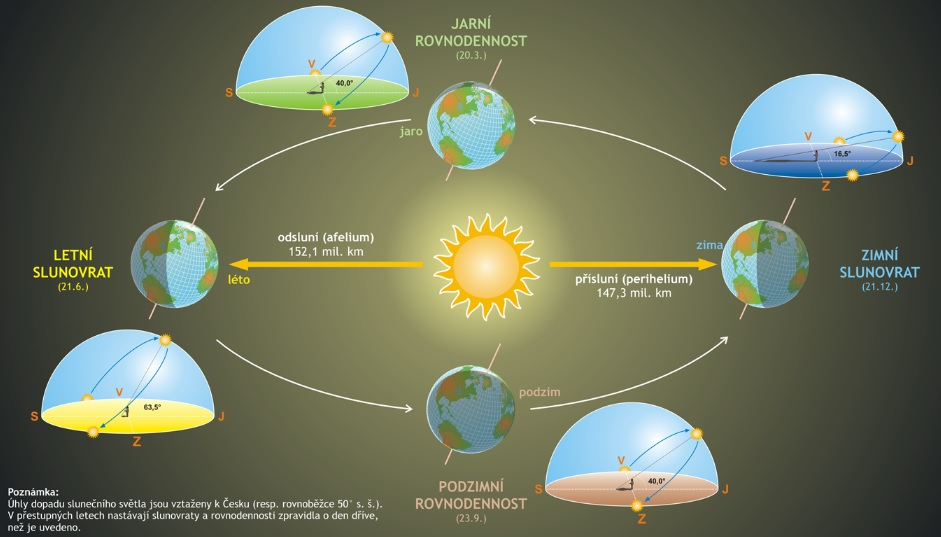 JARNÍ
ROVNODENNOST
(20.3.)
V
40,0°
S
J
Z
jaro
V
16,5°
S
J
Z
LETNÍ
SLUNOVRAT
(21.6.)
léto
odsluní (afelium)
152,1 mil. km
přísluní (perihelium)
147,3 mil. km
zima
ZIMNÍ
SLUNOVRAT
(21.12.)
V
63,5°
S
J
Z
podzim
PODZIMNÍ
ROVNODENNOST
(23.9.)
V
40,0°
S
J
Z
Poznámka:
Úhly dopadu slunečního světla jsou vztaženy k Česku (resp. rovnoběžce 50° s. š.).
V přestupných letech nastávají slunovraty a rovnodennosti zpravidla o den dříve,
než je uvedeno.